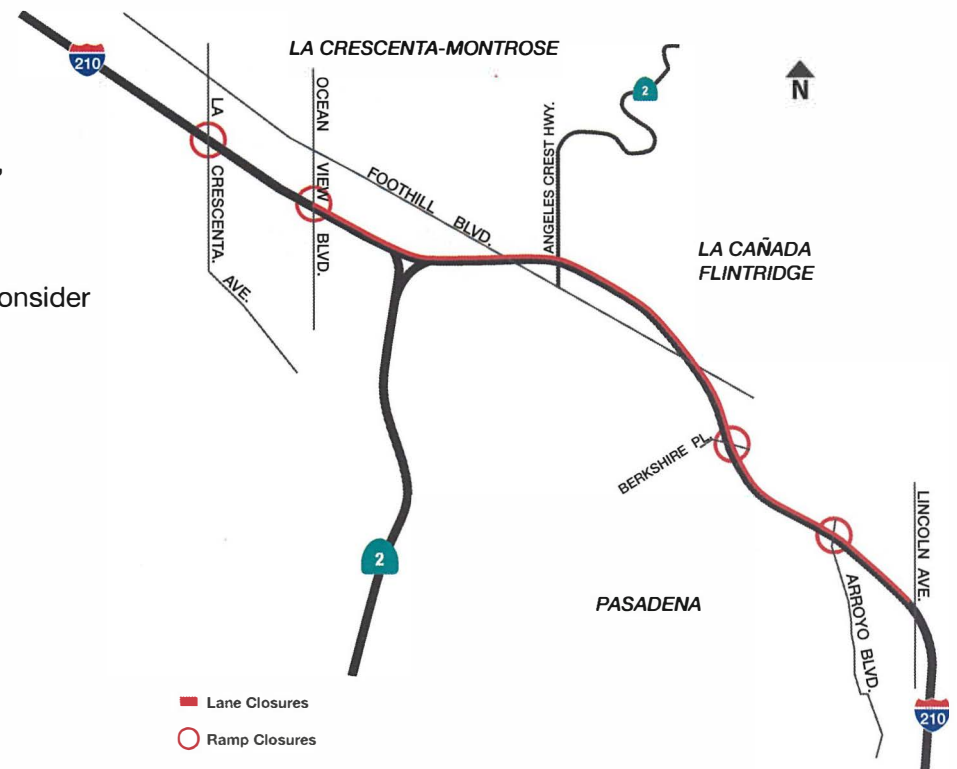 210
LA CRESCENTA-MONTROSE
2
N
LA CRESCENTA. AVE.
OCEAN VIEW BLVD.
FOOTHILL BLVD.
ANGELES CREST HWY.
LA CAÑADA
FLINTRIDGE
onsider
BERKSHIRE PL.
LINCOLN AVE.
2
ARROYO BLVD.
PASADENA
210
Lane Closures
Ramp Closures